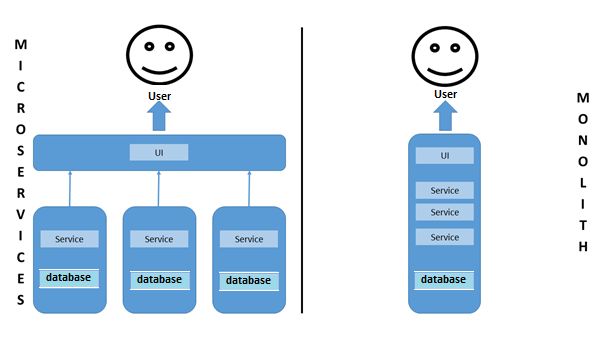 MICROSERVICES
User
UI
Service
database
Service
database
Service
database
User
UI
Service
Service
Service
database
MONOLITH